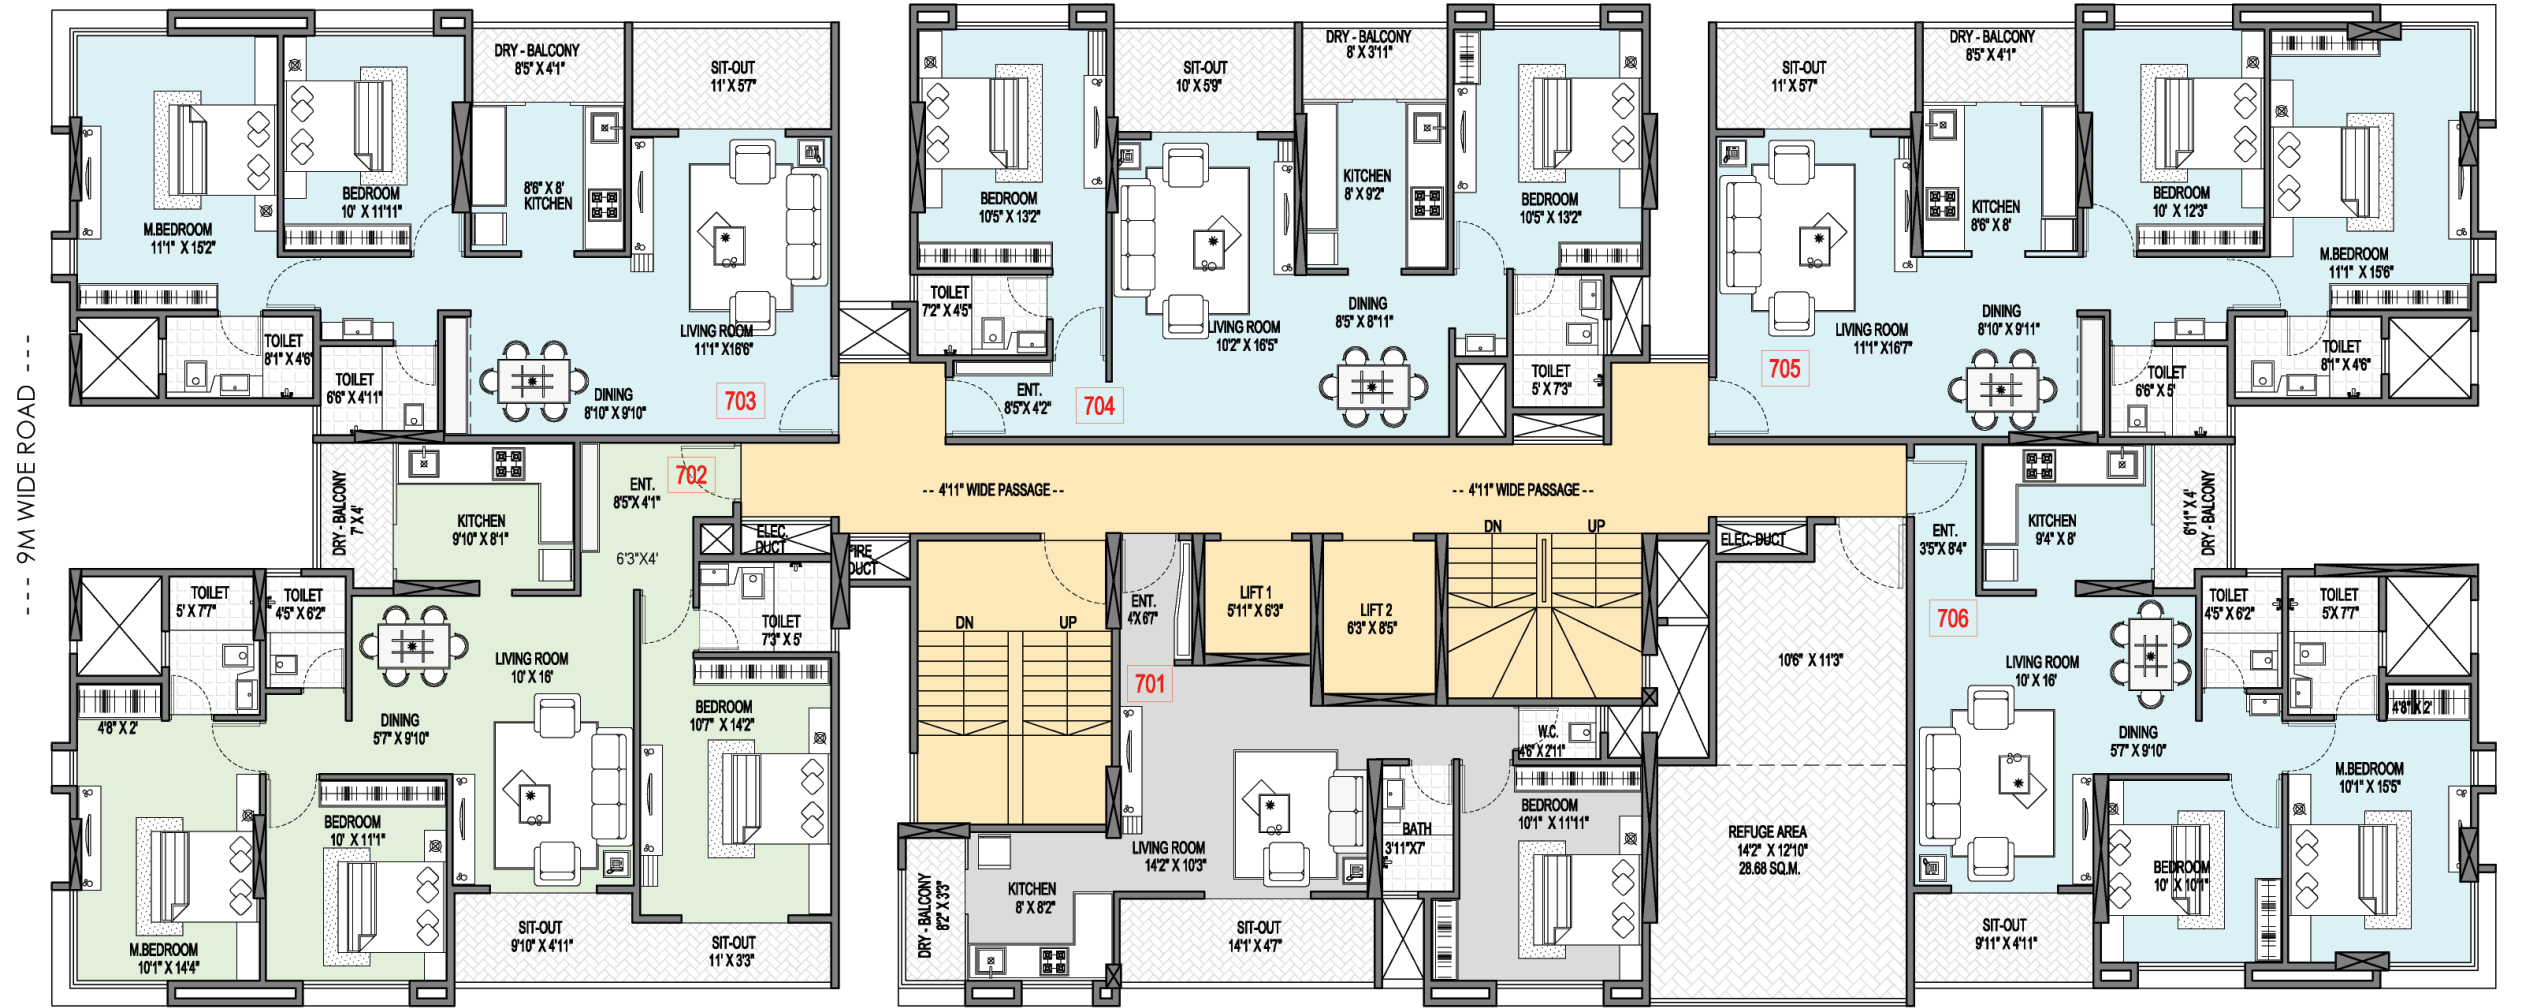 ---- 9M WIDE ROAD ----
M.BEDROOM
11'1" X 15'2"
BEDROOM
10' X 11'11"
DRY - BALCONY
8'5" X 4'1"
8'6" X 8'
KITCHEN
SIT-OUT
11' X 5'7"
LIVING ROOM
11'1" X16'6"
DINING
8'10" X 9'10"
703
TOILET
8'1" X 4'6"
TOILET
6'6" X 4'11"
BEDROOM
10'5" X 13'2"
SIT-OUT
10' X 5'9"
DRY - BALCONY
8' X 3'11"
KITCHEN
8' X 9'2"
BEDROOM
10'5" X 13'2"
TOILET
7'2" X 4'5"
LIVING ROOM
10'2" X 16'5"
DINING
8'5" X 8'11"
ENT.
8'5"X 4'2"
704
TOILET
5' X 7'3"
SIT-OUT
11' X 5'7"
DRY - BALCONY
8'5" X 4'1"
KITCHEN
8'6" X 8'
BEDROOM
10' X 12'3"
M.BEDROOM
11'1" X 15'6"
LIVING ROOM
11'1" X16'7"
DINING
8'10" X 9'11"
705
TOILET
6'6" X 5'
TOILET
8'1" X 4'6"
-- 4'11" WIDE PASSAGE --
-- 4'11" WIDE PASSAGE --
702
ENT.
8'5"X 4'1"
DRY - BALCONY
7' X 4'
KITCHEN
9'10" X 8'1"
6'3"X4'
ELEC.
DUCT
FIRE
DUCT
TOILET
5' X 7'7"
TOILET
4'5" X 6'2"
TOILET
7'3" X 5'
LIVING ROOM
10' X 16'
DINING
5'7" X 9'10"
4'8" X 2'
BEDROOM
10'7" X 14'2"
BEDROOM
10' X 11'1"
M.BEDROOM
10'1" X 14'4"
SIT-OUT
9'10" X 4'11"
SIT-OUT
11' X 3'3"
DN
UP
ENT.
4'X 6'7"
701
LIFT 1
5'11" X 6'3"
LIFT 2
6'3" X 8'5"
DN
UP
W.C.
4'6" X 2'11"
BATH
3'11"X7'
BEDROOM
10'1" X 11'11"
LIVING ROOM
14'2" X 10'3"
KITCHEN
8' X 8'2"
DRY - BALCONY
8'2" X 3'3"
SIT-OUT
14'1' X 4'7"
ELEC. DUCT
10'6" X 11'3"
REFUGE AREA
14'2" X 12'10"
28.68 SQ.M.
ENT.
3'5"X 8'4"
KITCHEN
9'4" X 8'
6'11" X 4'
DRY - BALCONY
706
TOILET
4'5" X 6'2"
TOILET
5'X 7'7"
LIVING ROOM
10' X 16'
DINING
5'7" X 9'10"
4'8" X 2'
M.BEDROOM
10'1" X 15'5"
BEDROOM
10' X 10'1"
SIT-OUT
9'11" X 4'11"